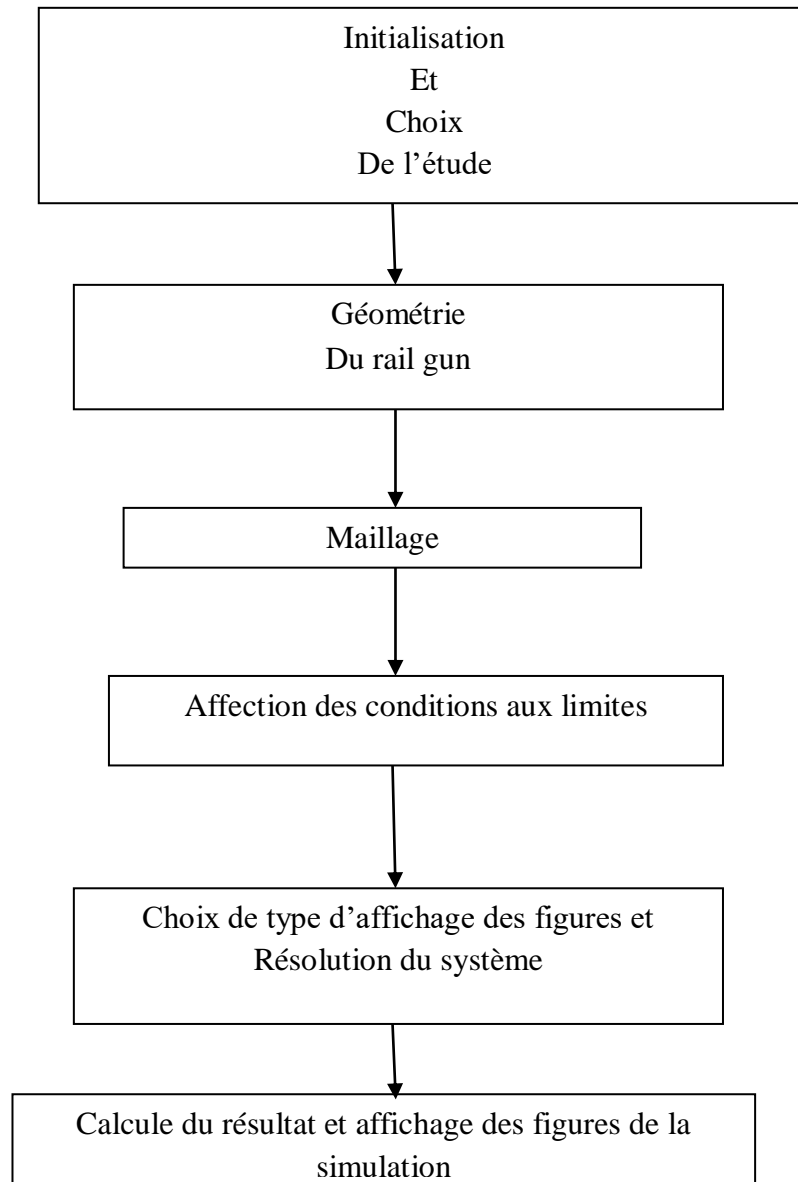 Initialisation
Et
Choix
De l’étude
Géométrie
Du rail gun
Maillage
Affection des conditions aux limites
Choix de type d’affichage des figures et
Résolution du système
Calcule du résultat et affichage des figures de la
simulation